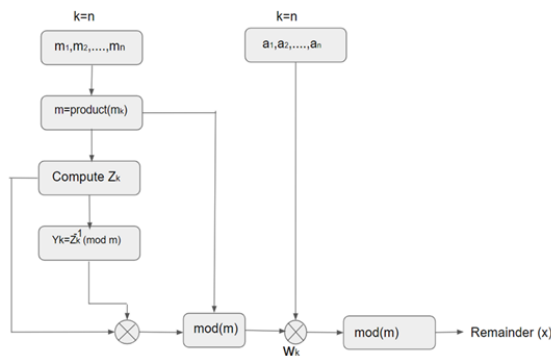 k=n
k=n
m₁,m₂,....,mₙ
a₁,a₂,....,aₙ
m=product(mₖ)
Compute Zₖ
Yₖ=Zₖ⁻¹(mod m)
mod(m)
Wₖ
mod(m)
Remainder (x)